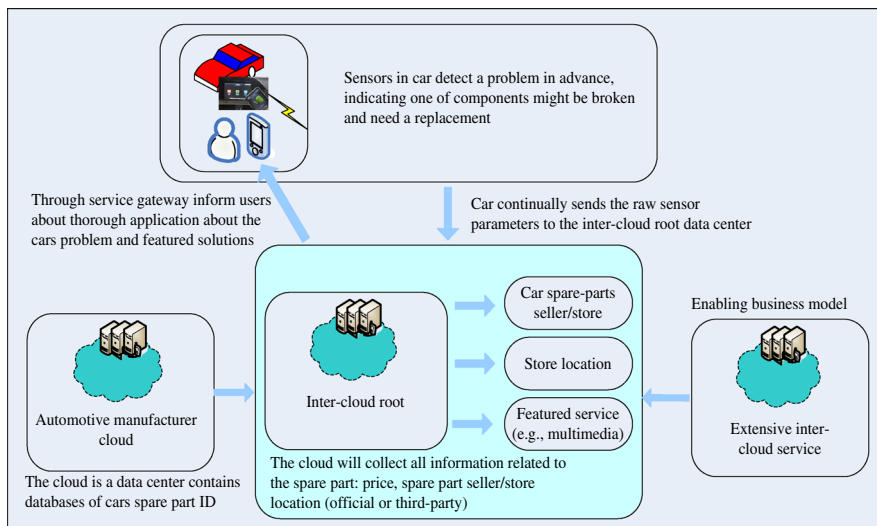 Sensors in car detect a problem in advance,
indicating one of components might be broken
and need a replacement
Through service gateway inform users
about thorough application about the
cars problem and featured solutions
Car continually sends the raw sensor
parameters to the inter-cloud root data center
Automotive manufacturer
cloud
The cloud is a data center contains
databases of cars spare part ID
Inter-cloud root
Car spare-parts
seller/store
Store location
Featured service
(e.g., multimedia)
The cloud will collect all information related to
the spare part: price, spare part seller/store
location (official or third-party)
Enabling business model
Extensive inter-
cloud service